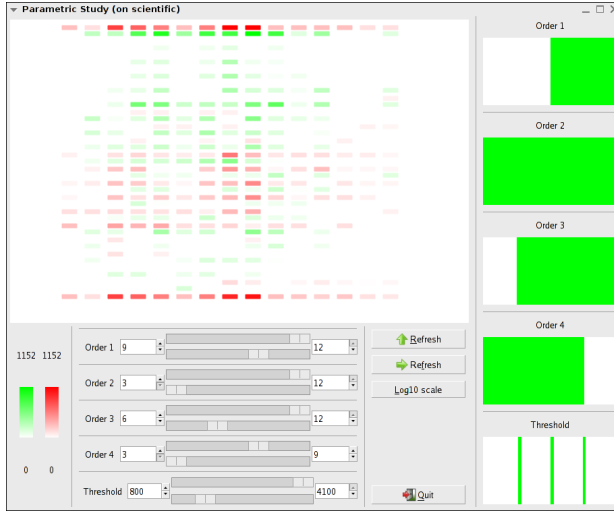 Parametric Study (on scientific)
Order 1
Order 2
Order 3
Order 4
Threshold
1152 1152
0 0
Order 1 9 12
Order 2 3 12
Order 3 6 12
Order 4 3 9
Threshold 800 4100
Refresh
Refresh
Log10 scale
Quit